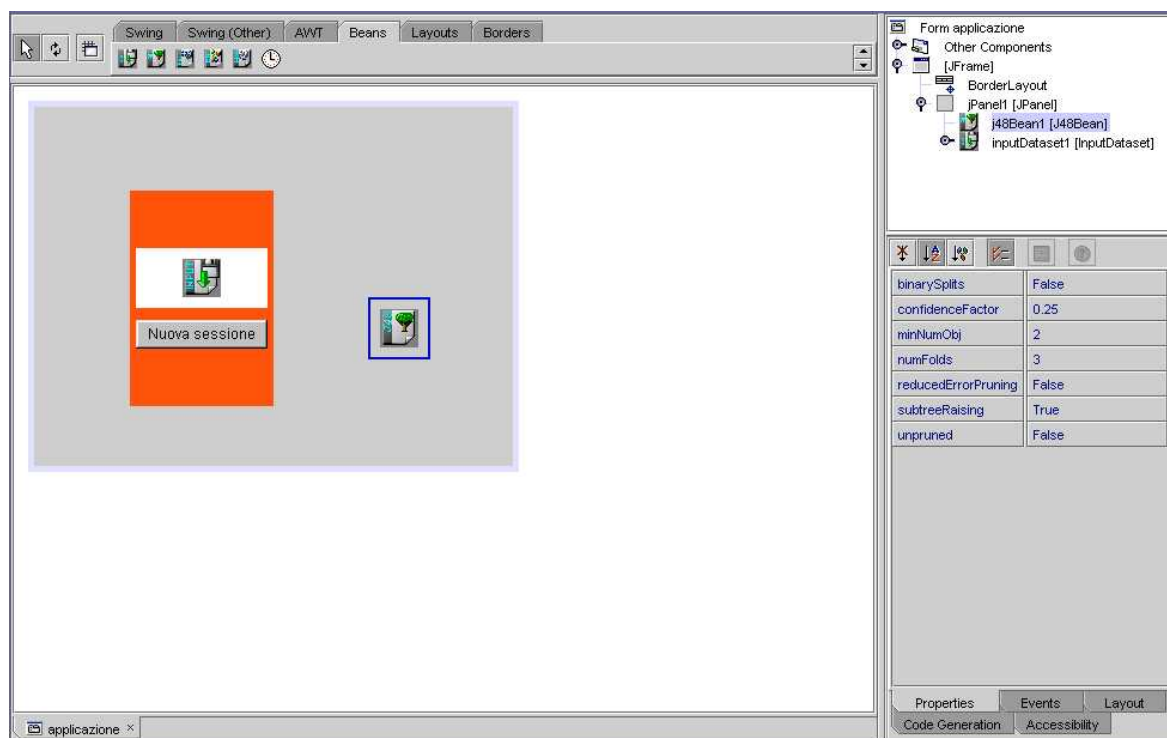 Swing
Swing (Other)
AWT
Beans
Layouts
Borders
Nuova sessione
applicazione
Form applicazione
Other Components
[JFrame]
BorderLayout
jPanel1 [JPanel]
j48Bean1 [J48Bean]
inputDataset1 [InputDataset]
binarySplits False
confidenceFactor 0.25
minNumObj 2
numFolds 3
reducedErrorPruning False
subtreeRaising True
unpruned False
Properties
Events
Layout
Code Generation
Accessibility